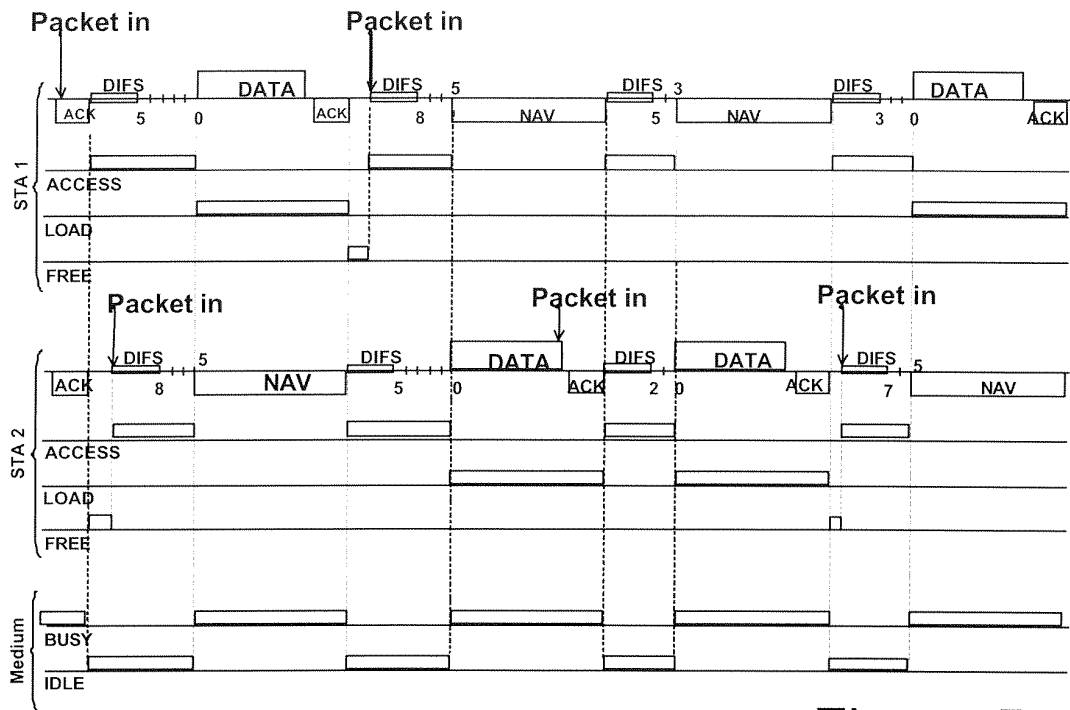 Packet in Packet in
DIFS DATA DIFS 5 DIFS 3 DIFS DATA
ACK 5 0 ACK 8 NAV 5 NAV 3 0 ACK
STA 1
ACCESS
LOAD
FREE
Packet in Packet in Packet in
DIFS 5 DIFS DATA DIFS DATA DIFS 5
ACK 8 NAV 5 0 ACK 2 0 ACK 7 NAV
STA 2
ACCESS
LOAD
FREE
Medium
BUSY
IDLE